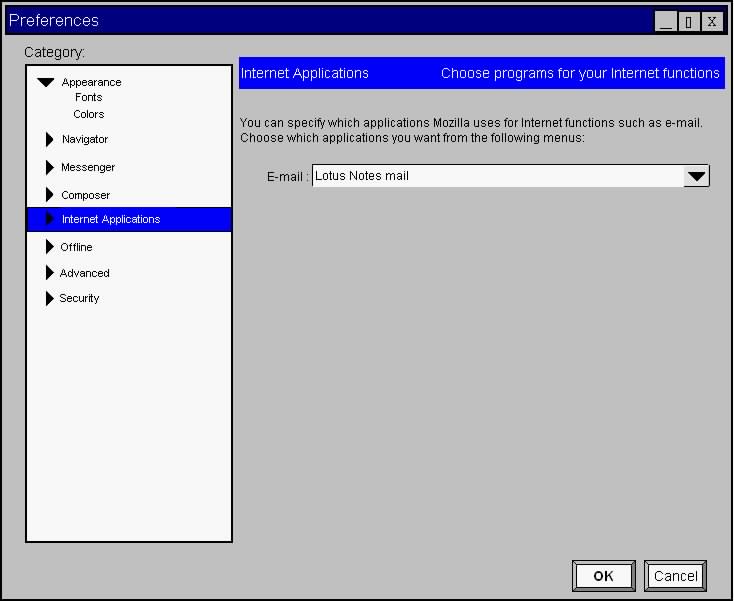 Preferences
_ ▯ X
Category:
Appearance
Fonts
Colors
Navigator
Messenger
Composer
Internet Applications
Offline
Advanced
Security
Internet Applications Choose programs for your Internet functions
You can specify which applications Mozilla uses for Internet functions such as e-mail.
Choose which applications you want from the following menus:
E-mail : Lotus Notes mail
OK Cancel